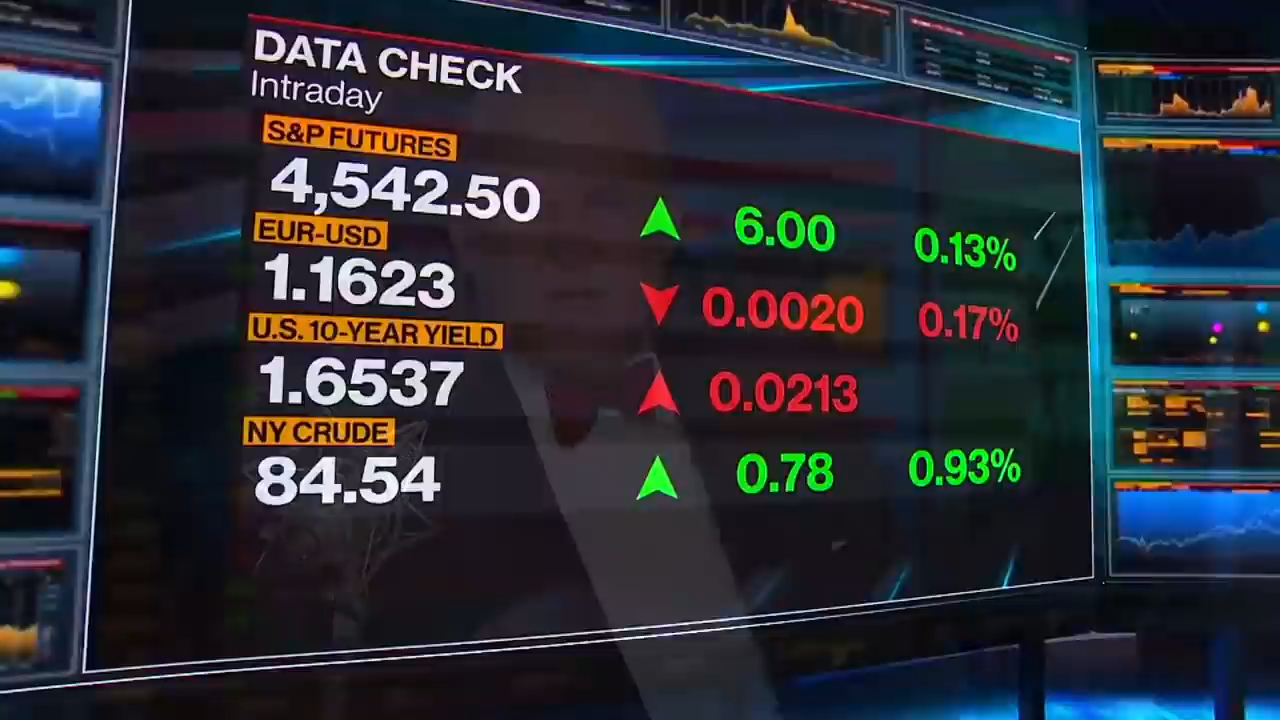 DATA CHECK
Intraday
S&P FUTURES
4,542.50 ▲ 6.00 0.13%
EUR-USD
1.1623 ▼ 0.0020 0.17%
U.S. 10-YEAR YIELD
1.6537 ▲ 0.0213
NY CRUDE
84.54 ▲ 0.78 0.93%